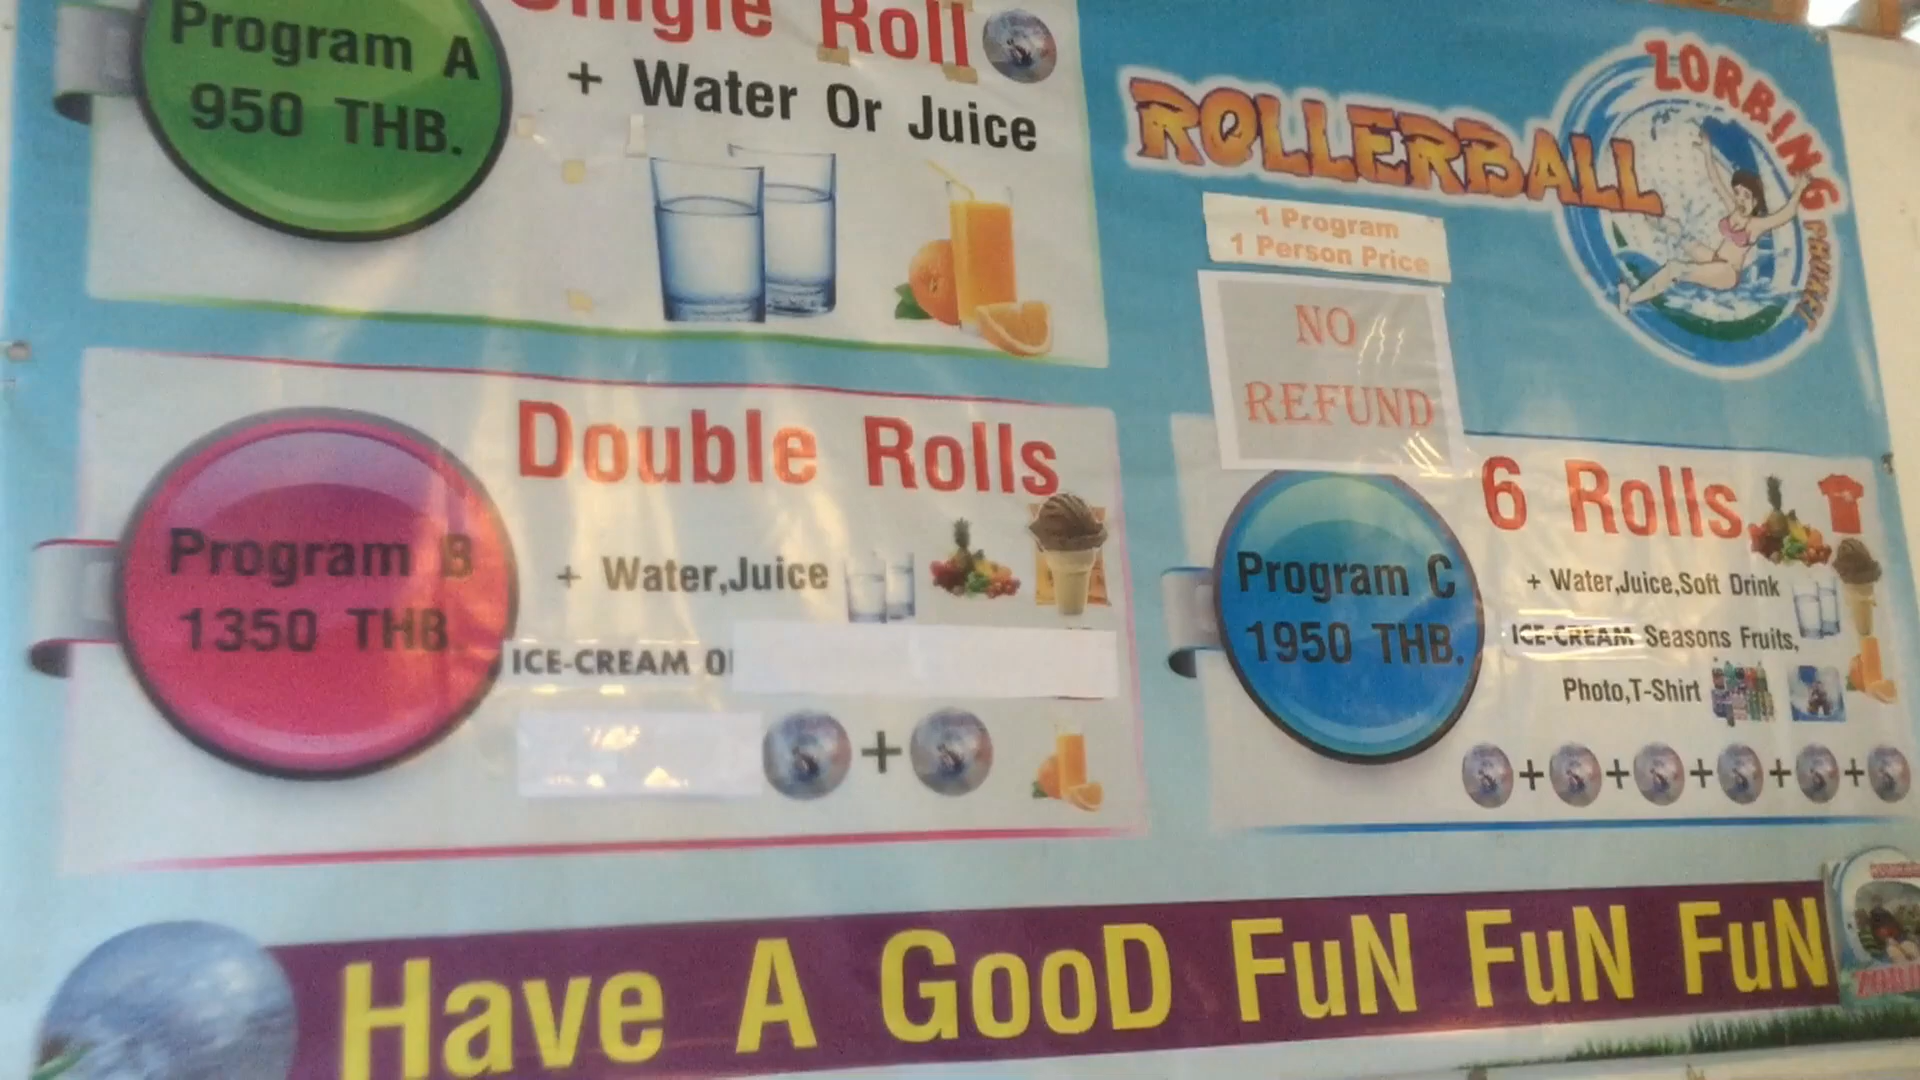 Program A
950 THB.
Single Roll
+ Water Or Juice
ROLLERBALL
ZORBING PHUKET
1 Program
1 Person Price
NO
REFUND
Program B
1350 THB.
Double Rolls
+ Water,Juice
ICE-CREAM
+
Program C
1950 THB.
6 Rolls
+ Water,Juice,Soft Drink
ICE-CREAM Seasons Fruits,
Photo,T-Shirt
+ + + + +
Have A GooD FuN FuN FuN